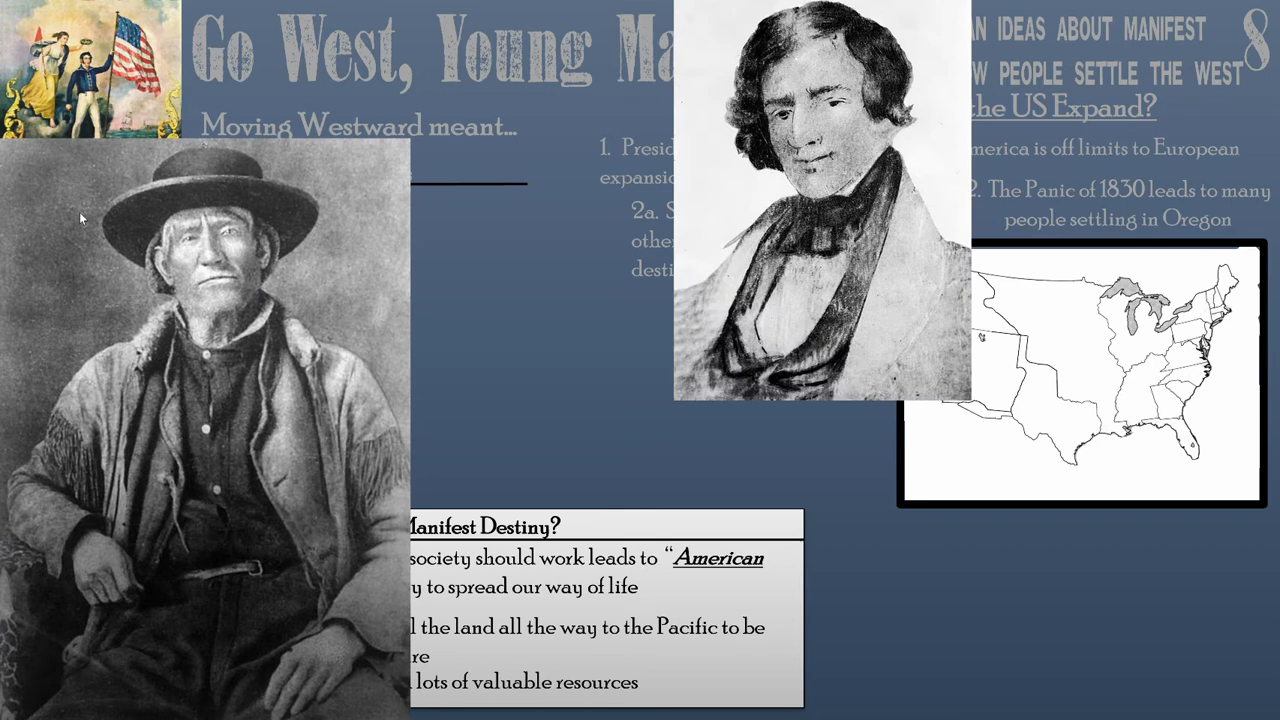 Go West, Young Ma
AN IDEAS ABOUT MANIFEST
8
W PEOPLE SETTLE THE WEST
Moving Westward meant...
the US Expand?
1. Presid
merica is off limits to European
expansio
2. The Panic of 1830 leads to many
people settling in Oregon
2a. S
othe
desti
Manifest Destiny?
society should work leads to “American
y to spread our way of life
l the land all the way to the Pacific to be
re
lots of valuable resources